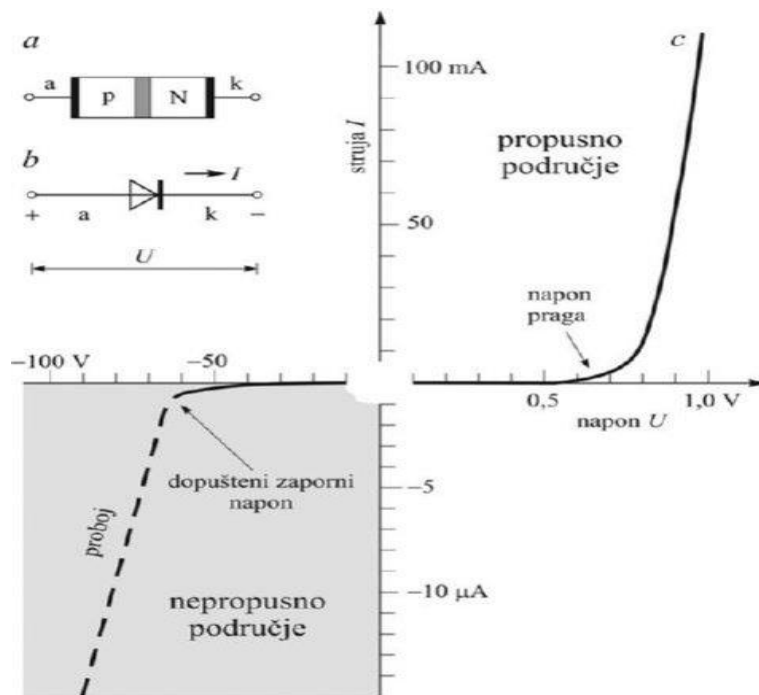 a
a p N k
b
I
+ a k −
U
c
100 mA
struja I
propusno
područje
50
napon
praga
−100 V −50
0,5 1,0 V
napon U
dopušteni zaporni
napon
−5
proboj
−10 µA
nepropusno
područje